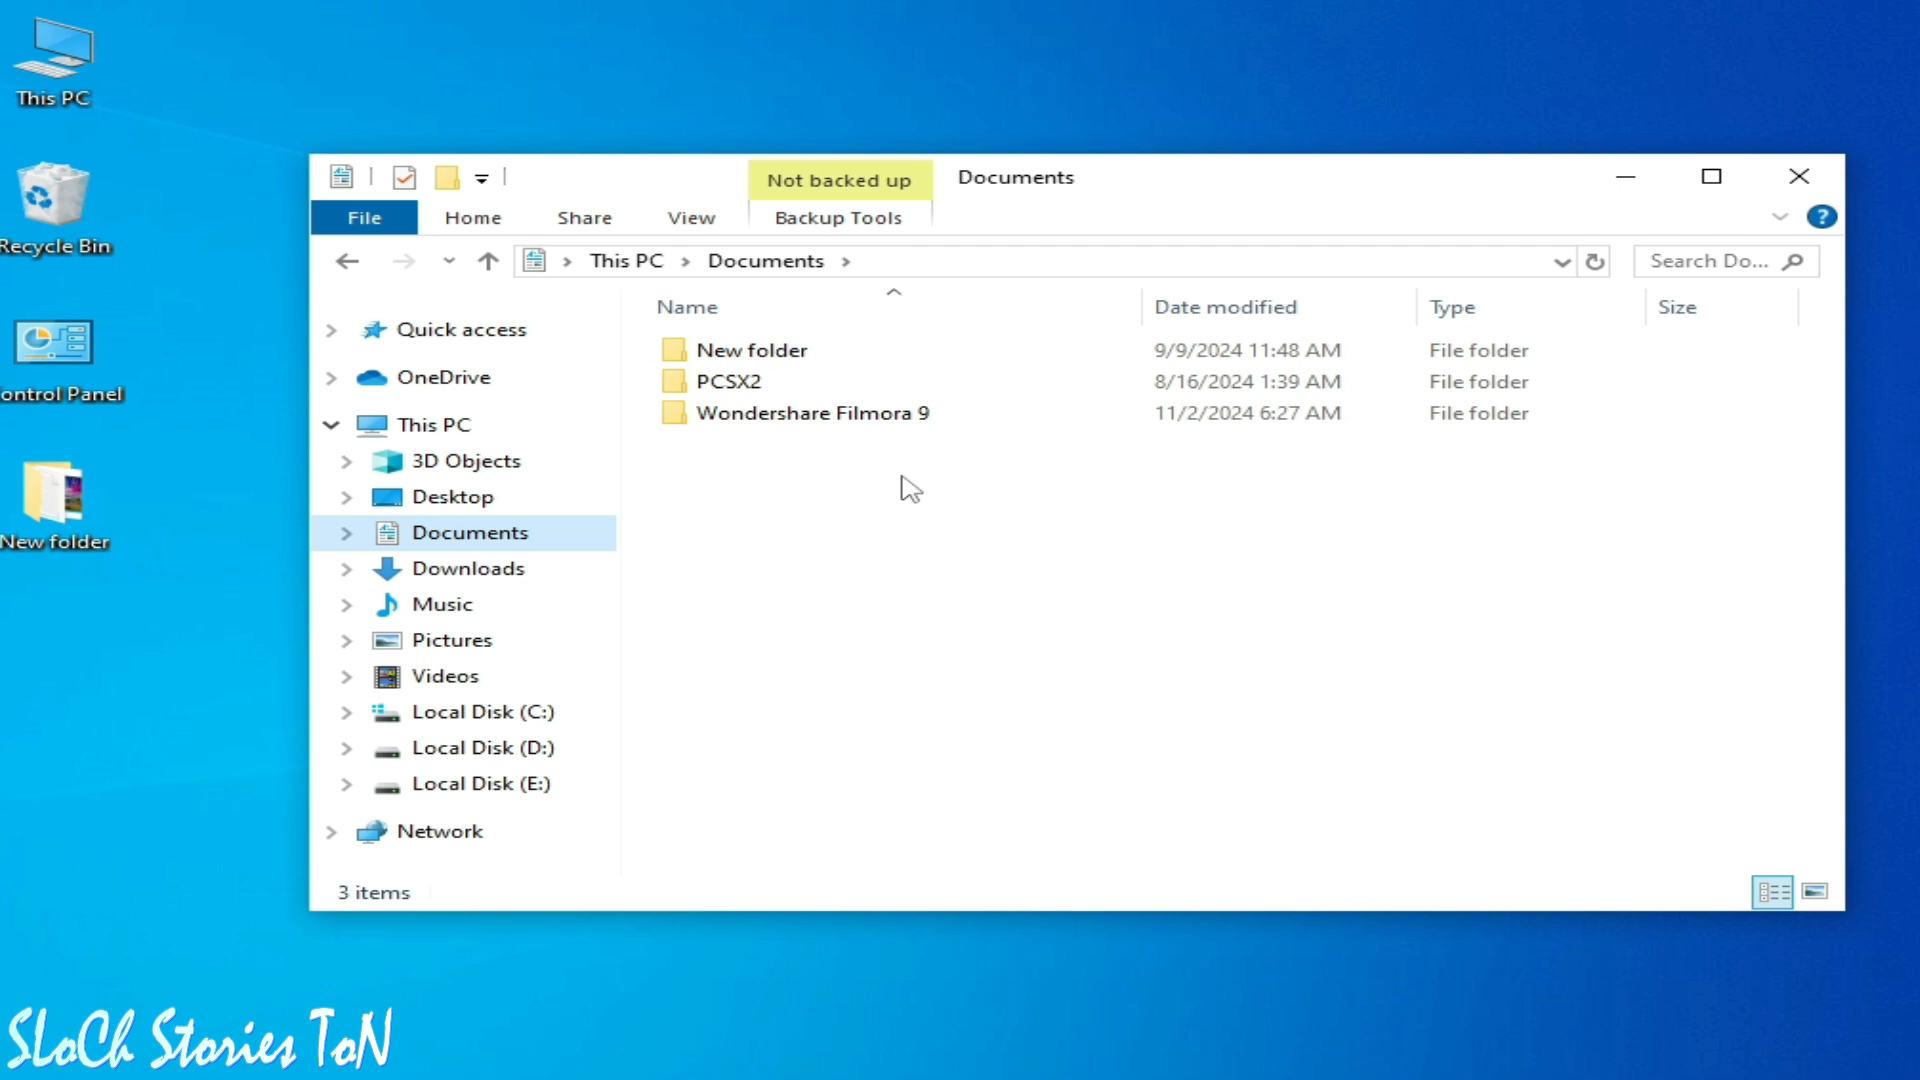 This PC
Recycle Bin
ontrol Panel
New folder
Not backed up
Documents
File
Home
Share
View
Backup Tools
?
This PC
Documents
Search Do...
Name
Date modified
Type
Size
New folder
9/9/2024 11:48 AM
File folder
PCSX2
8/16/2024 1:39 AM
File folder
Wondershare Filmora 9
11/2/2024 6:27 AM
File folder
Quick access
OneDrive
This PC
3D Objects
Desktop
Documents
Downloads
Music
Pictures
Videos
Local Disk (C:)
Local Disk (D:)
Local Disk (E:)
Network
3 items
SLoCh Stories ToN